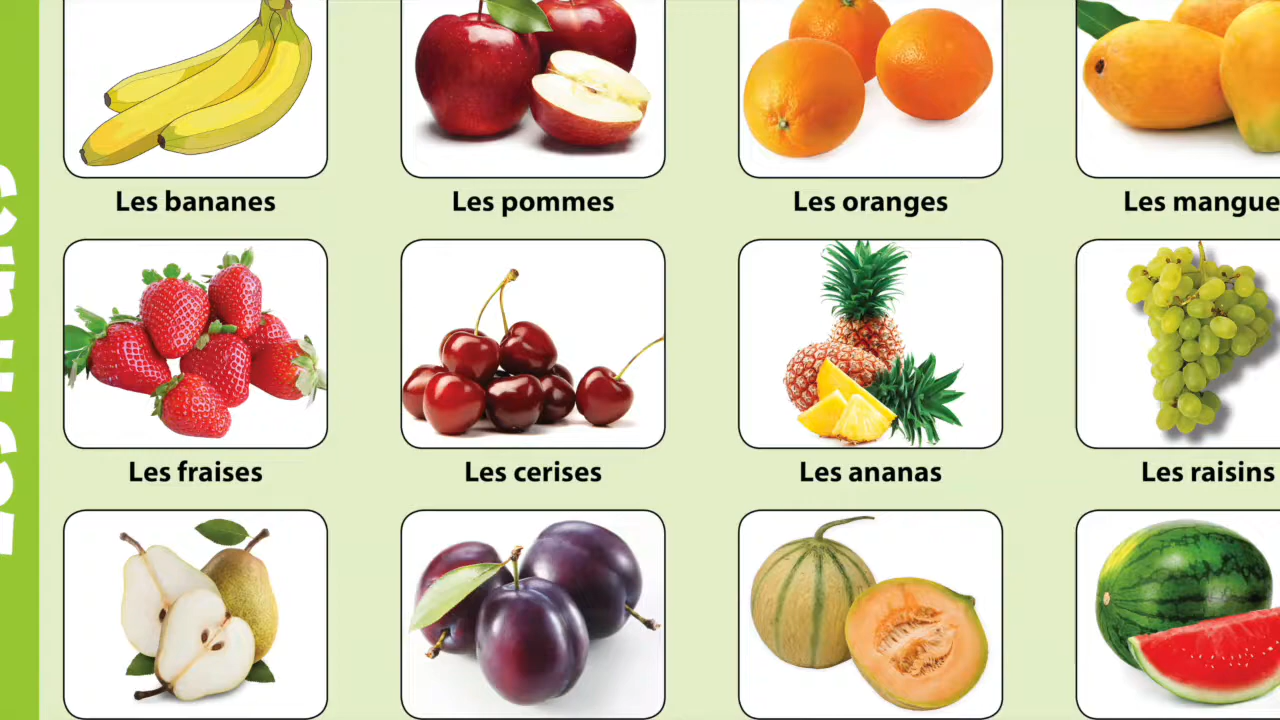 Les bananes
Les pommes
Les oranges
Les mangue
Les fraises
Les cerises
Les ananas
Les raisins